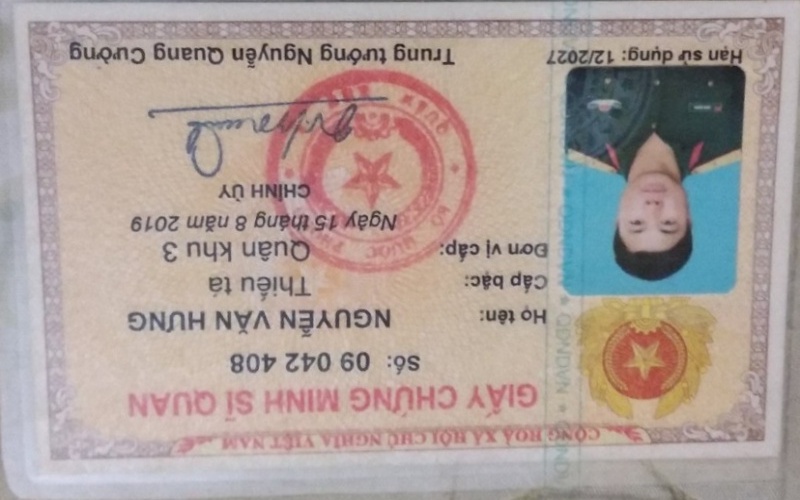 CỘNG HOÀ XÃ HỘI CHỦ NGHĨA VIỆT NAM
GIẤY CHỨNG MINH SĨ QUAN
Số: 09 042 408
Họ tên: NGUYỄN VĂN HƯNG
Cấp bậc: Thiếu tá
Đơn vị cấp: Quân khu 3
Ngày 15 tháng 8 năm 2019
CHÍNH ỦY
Hạn sử dụng: 12/2027
Trung tướng Nguyễn Quang Cường
QĐNDVN